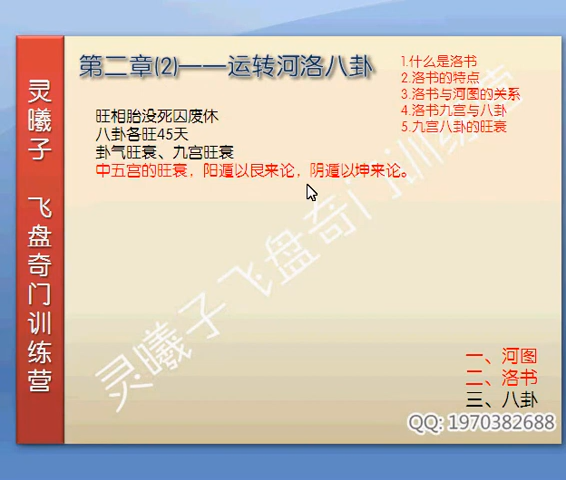 第二章(2)——运转河洛八卦
1.什么是洛书
2.洛书的特点
3.洛书与河图的关系
4.洛书九宫与八卦
5.九宫八卦的旺衰
灵曦子 飞盘奇门训练营
旺相胎没死囚废休
八卦各旺45天
卦气旺衰、九宫旺衰
中五宫的旺衰，阳遁以艮来论，阴遁以坤来论。
灵曦子飞盘奇门训练营
一、河图
二、洛书
三、八卦
QQ: 1970382688